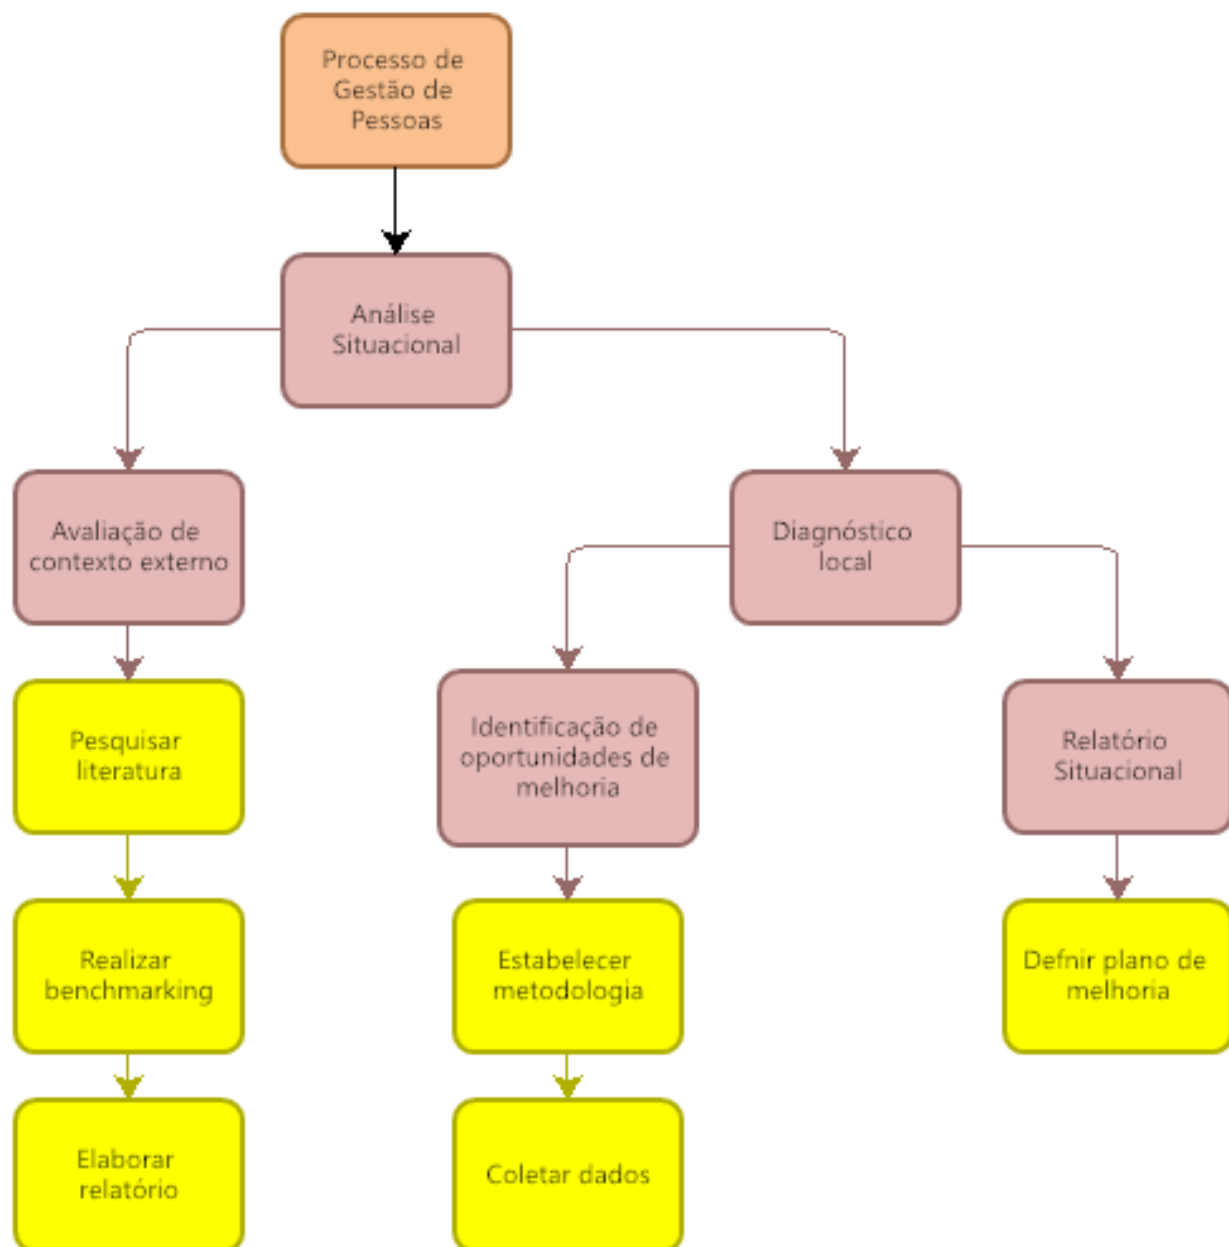 Processo de
Gestão de
Pessoas
Análise
Situacional
Avaliação de
contexto externo
Diagnóstico
local
Pesquisar
literatura
Identificação de
oportunidades de
melhoria
Relatório
Situacional
Realizar
benchmarking
Estabelecer
metodologia
Defnir plano de
melhoria
Elaborar
relatório
Coletar dados